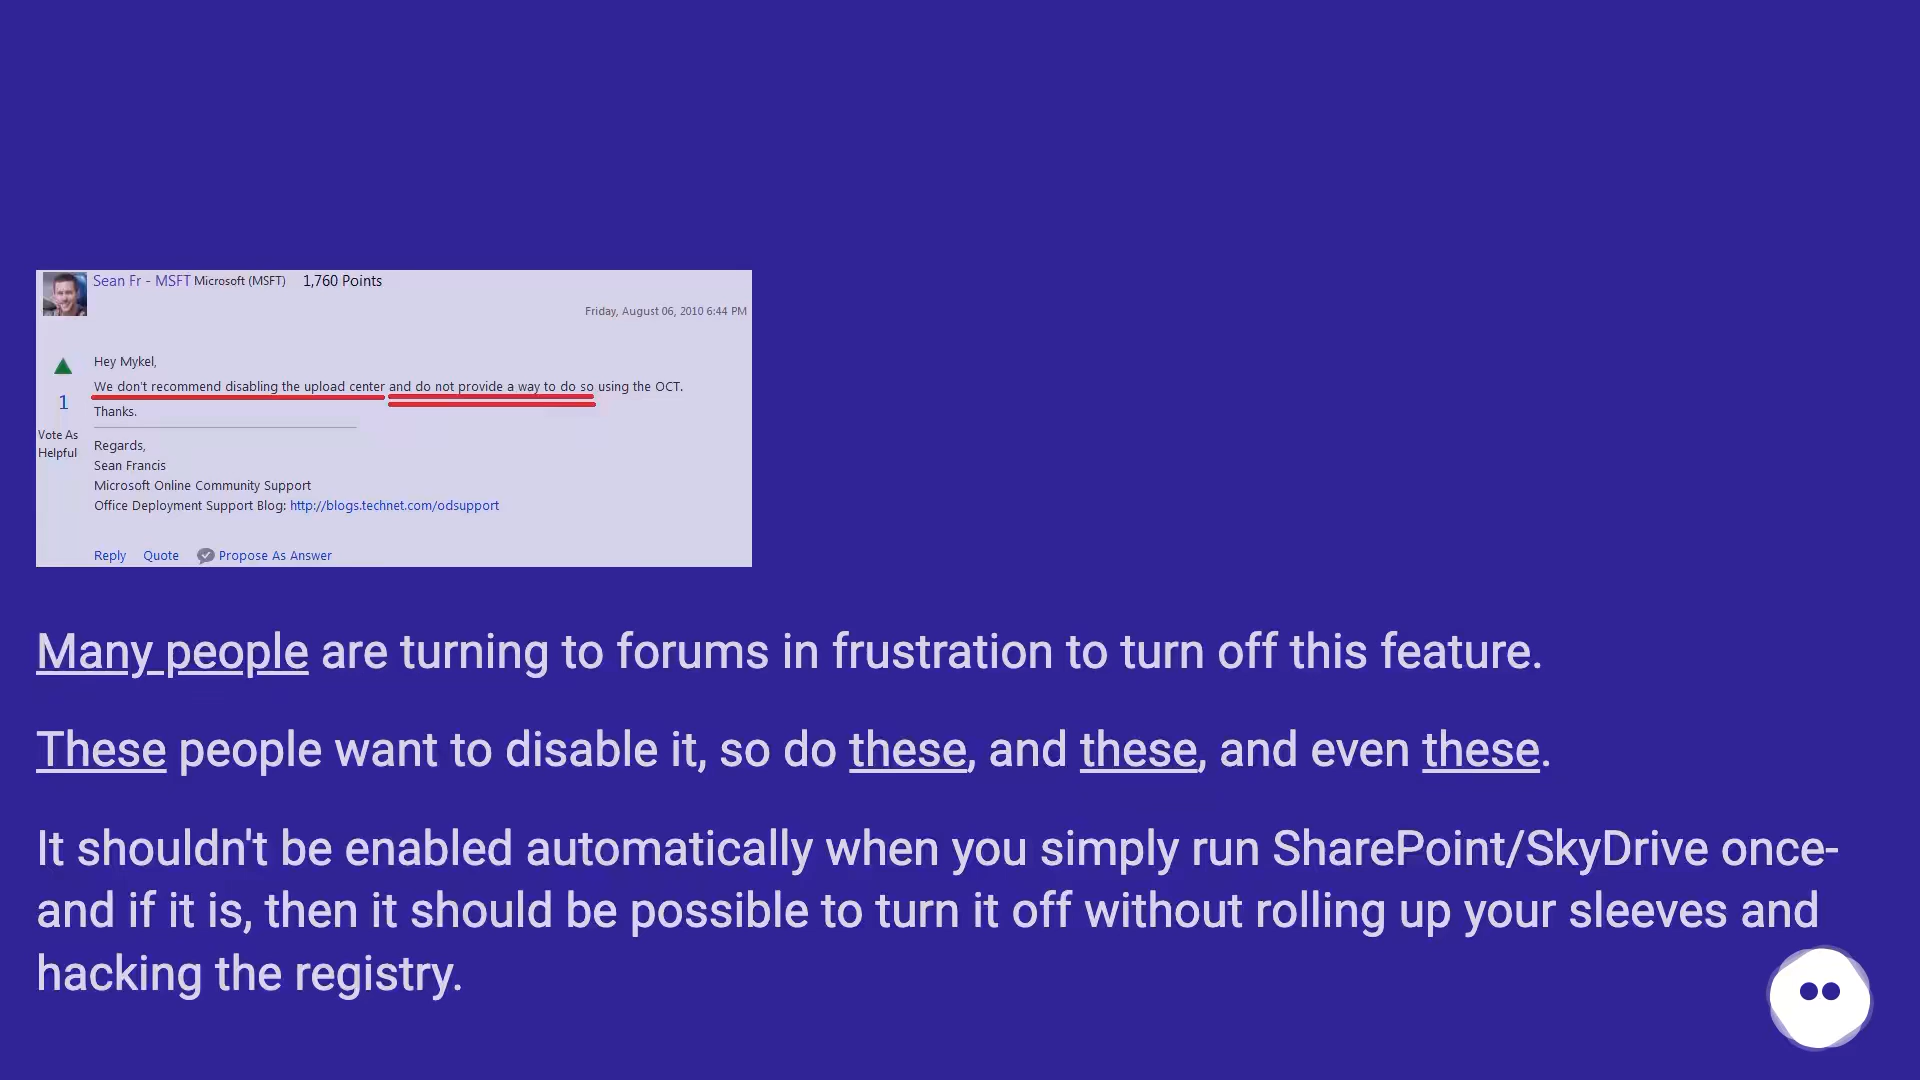 Sean Fr - MSFT Microsoft (MSFT) 1,760 Points
Friday, August 06, 2010 6:44 PM
Hey Mykel,
We don't recommend disabling the upload center and do not provide a way to do so using the OCT.
1
Thanks.
Vote As
Helpful
Regards,
Sean Francis
Microsoft Online Community Support
Office Deployment Support Blog: http://blogs.technet.com/odsupport
Reply Quote Propose As Answer
Many people are turning to forums in frustration to turn off this feature.
These people want to disable it, so do these, and these, and even these.
It shouldn't be enabled automatically when you simply run SharePoint/SkyDrive once-
and if it is, then it should be possible to turn it off without rolling up your sleeves and
hacking the registry.